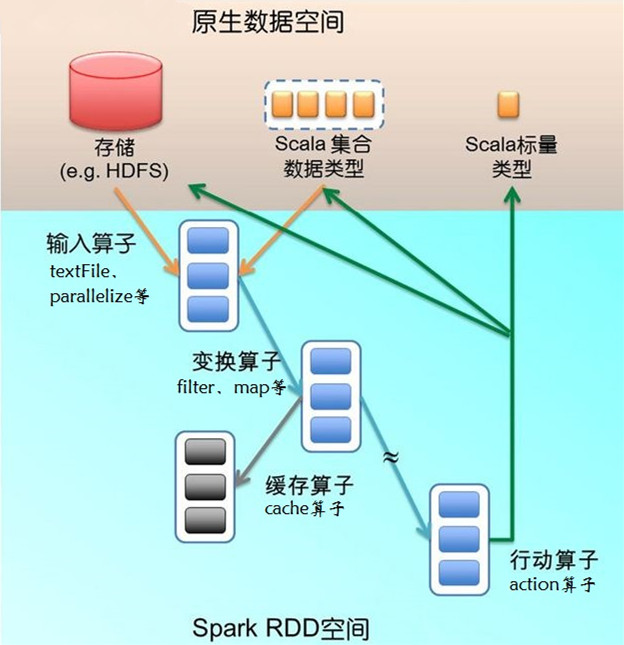 原生数据空间
存储
(e.g. HDFS)
Scala 集合
数据类型
Scala标量
类型
输入算子
textFile、
parallelize等
变换算子
filter、map等
≈
缓存算子
cache算子
行动算子
action算子
Spark RDD空间